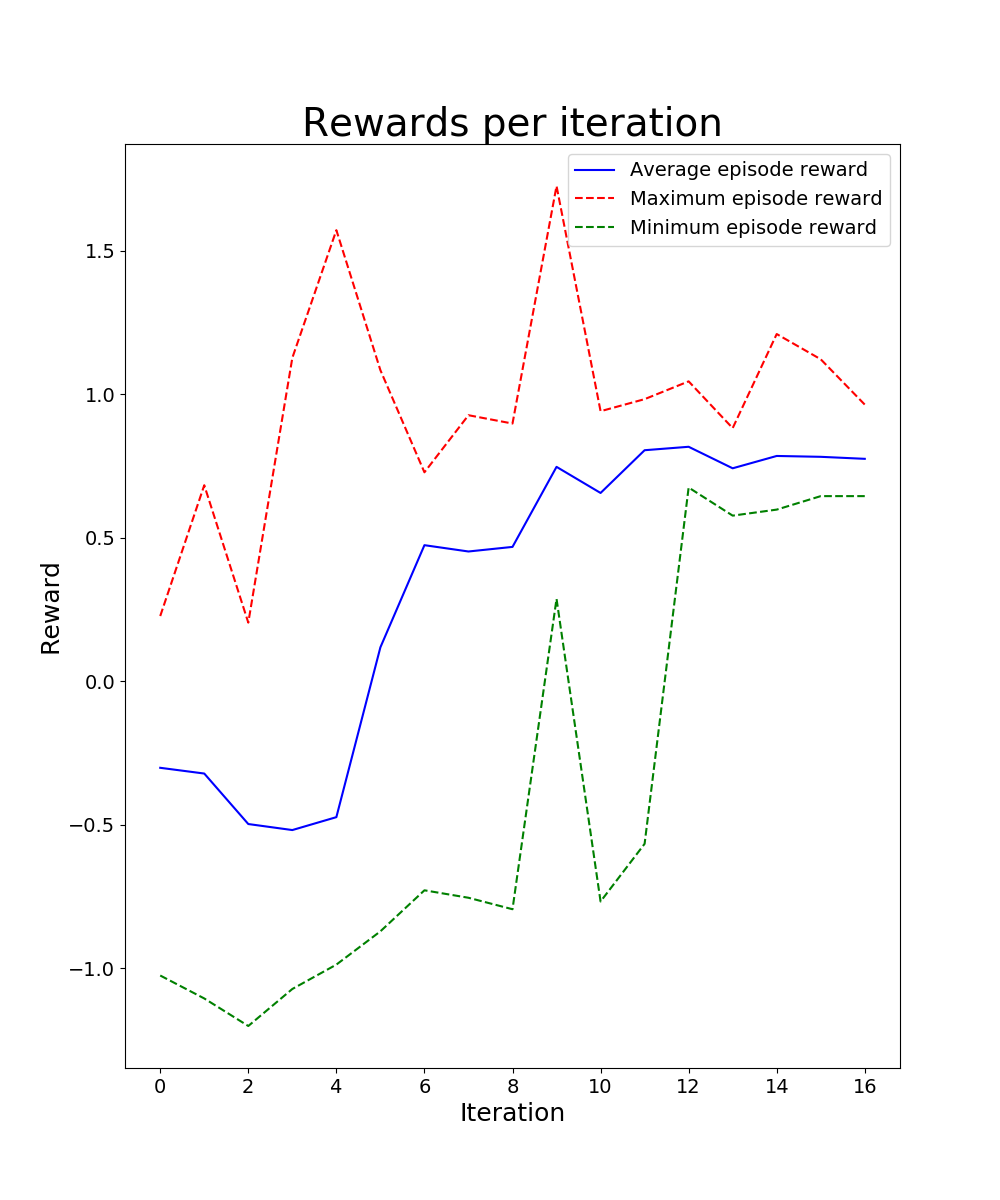 Rewards per iteration
Average episode reward
Maximum episode reward
Minimum episode reward
1.5
1.0
0.5
0.0
−0.5
−1.0
Reward
0 2 4 6 8 10 12 14 16
Iteration